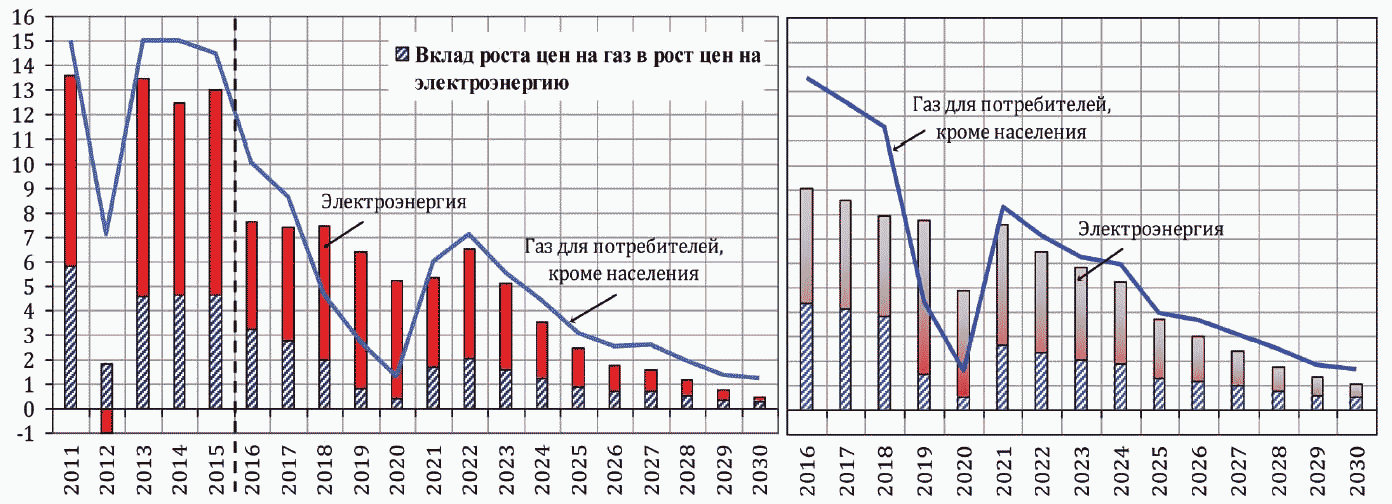 16
15
14
13
12
11
10
9
8
7
6
5
4
3
2
1
0
-1
Вклад роста цен на газ в рост цен на
электроэнергию
Электроэнергия
Газ для потребителей,
кроме населения
2011 2012 2013 2014 2015 2016 2017 2018 2019 2020 2021 2022 2023 2024 2025 2026 2027 2028 2029 2030
Газ для потребителей,
кроме населения
Электроэнергия
2016 2017 2018 2019 2020 2021 2022 2023 2024 2025 2026 2027 2028 2029 2030